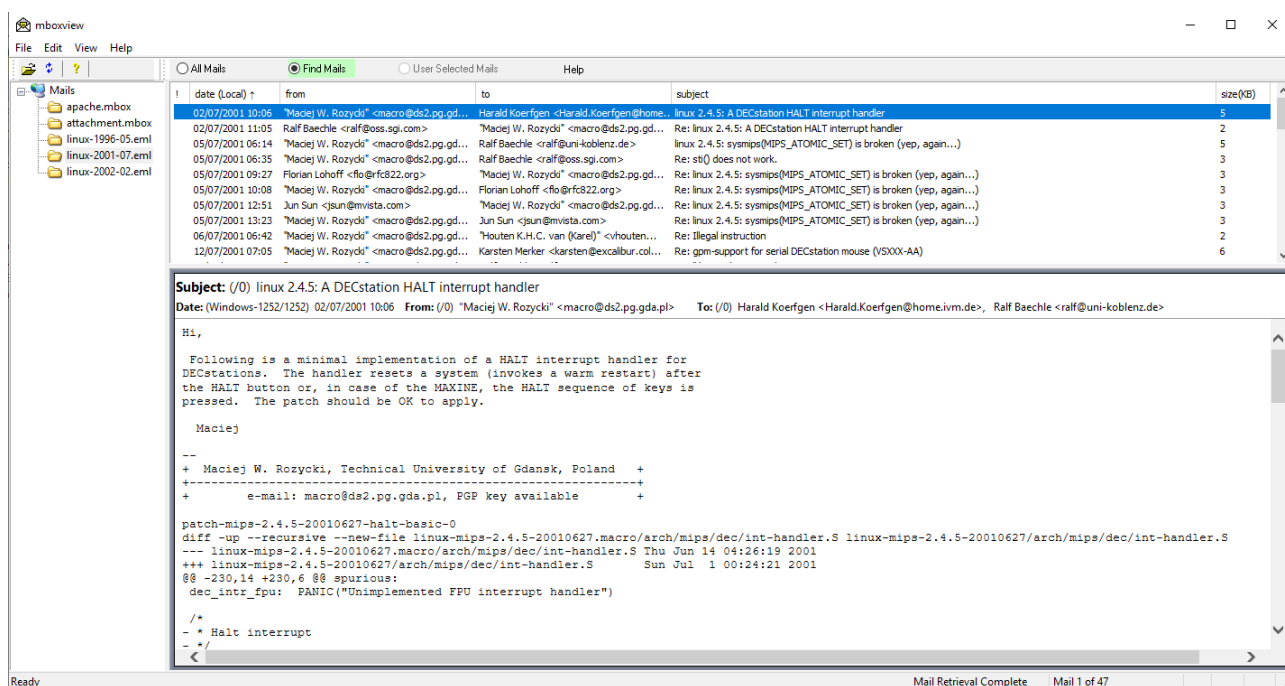 mboxview
File Edit View Help
All Mails Find Mails User Selected Mails Help
Mails
apache.mbox
attachment.mbox
linux-1996-05.eml
linux-2001-07.eml
linux-2002-02.eml
! date (Local) ↑ from to subject size(KB)
02/07/2001 10:06 "Maciej W. Rozycki" <macro@ds2.pg.gd... Harald Koerfgen <Harald.Koerfgen@home... linux 2.4.5: A DECstation HALT interrupt handler 5
02/07/2001 11:05 Ralf Baechle <ralf@oss.sgi.com> "Maciej W. Rozycki" <macro@ds2.pg.gd... Re: linux 2.4.5: A DECstation HALT interrupt handler 2
05/07/2001 06:14 "Maciej W. Rozycki" <macro@ds2.pg.gd... Ralf Baechle <ralf@uni-koblenz.de> linux 2.4.5: sysmips(MIPS_ATOMIC_SET) is broken (yep, again...) 5
05/07/2001 06:35 "Maciej W. Rozycki" <macro@ds2.pg.gd... Ralf Baechle <ralf@oss.sgi.com> Re: sti() does not work. 3
05/07/2001 09:27 Florian Lohoff <flo@rfc822.org> "Maciej W. Rozycki" <macro@ds2.pg.gd... Re: linux 2.4.5: sysmips(MIPS_ATOMIC_SET) is broken (yep, again...) 3
05/07/2001 10:08 "Maciej W. Rozycki" <macro@ds2.pg.gd... Florian Lohoff <flo@rfc822.org> Re: linux 2.4.5: sysmips(MIPS_ATOMIC_SET) is broken (yep, again...) 3
05/07/2001 12:51 Jun Sun <jsun@mvista.com> "Maciej W. Rozycki" <macro@ds2.pg.gd... Re: linux 2.4.5: sysmips(MIPS_ATOMIC_SET) is broken (yep, again...) 3
05/07/2001 13:23 "Maciej W. Rozycki" <macro@ds2.pg.gd... Jun Sun <jsun@mvista.com> Re: linux 2.4.5: sysmips(MIPS_ATOMIC_SET) is broken (yep, again...) 3
06/07/2001 06:42 "Maciej W. Rozycki" <macro@ds2.pg.gd... "Houten K.H.C. van (Karel)" <vhouten... Re: Illegal instruction 2
12/07/2001 07:05 "Maciej W. Rozycki" <macro@ds2.pg.gd... Karsten Merker <karsten@excalibur.col... Re: gpm-support for serial DECstation mouse (VSXXX-AA) 6
Subject: (/0) linux 2.4.5: A DECstation HALT interrupt handler
Date: (Windows-1252/1252) 02/07/2001 10:06 From: (/0) "Maciej W. Rozycki" <macro@ds2.pg.gda.pl> To: (/0) Harald Koerfgen <Harald.Koerfgen@home.ivm.de>, Ralf Baechle <ralf@uni-koblenz.de>
Hi,
Following is a minimal implementation of a HALT interrupt handler for
DECstations. The handler resets a system (invokes a warm restart) after
the HALT button or, in case of the MAXINE, the HALT sequence of keys is
pressed. The patch should be OK to apply.
Maciej
--
+ Maciej W. Rozycki, Technical University of Gdansk, Poland +
+--------------------------------------------------------------+
+ e-mail: macro@ds2.pg.gda.pl, PGP key available +
patch-mips-2.4.5-20010627-halt-basic-0
diff -up --recursive --new-file linux-mips-2.4.5-20010627.macro/arch/mips/dec/int-handler.S linux-mips-2.4.5-20010627/arch/mips/dec/int-handler.S
--- linux-mips-2.4.5-20010627.macro/arch/mips/dec/int-handler.S Thu Jun 14 04:26:19 2001
+++ linux-mips-2.4.5-20010627/arch/mips/dec/int-handler.S Sun Jul 1 00:24:21 2001
@@ -230,14 +230,6 @@ spurious:
dec_intr_fpu: PANIC("Unimplemented FPU interrupt handler")
/*
- * Halt interrupt
- */
Ready Mail Retrieval Complete Mail 1 of 47